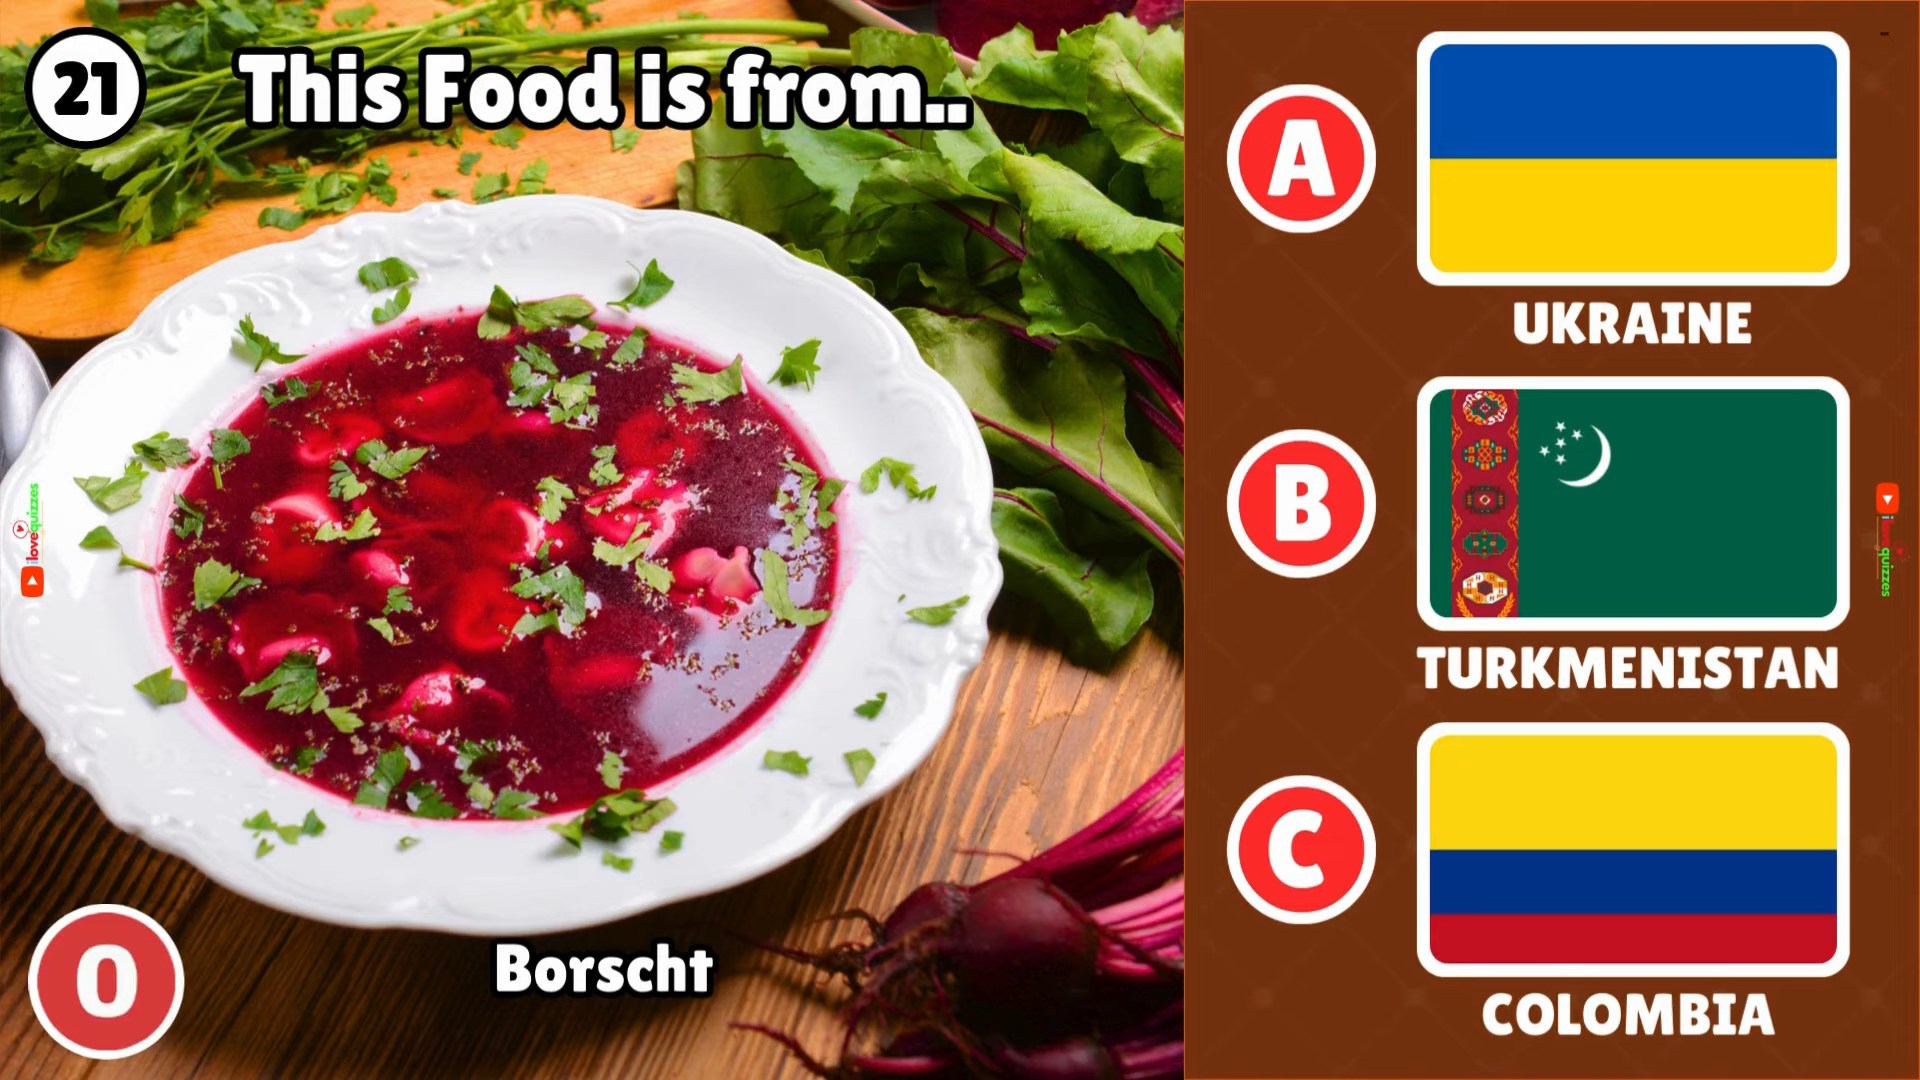 21
This Food is from..
A
UKRAINE
B
TURKMENISTAN
C
COLOMBIA
Borscht
0
ilovequizzes
ilovequizzes